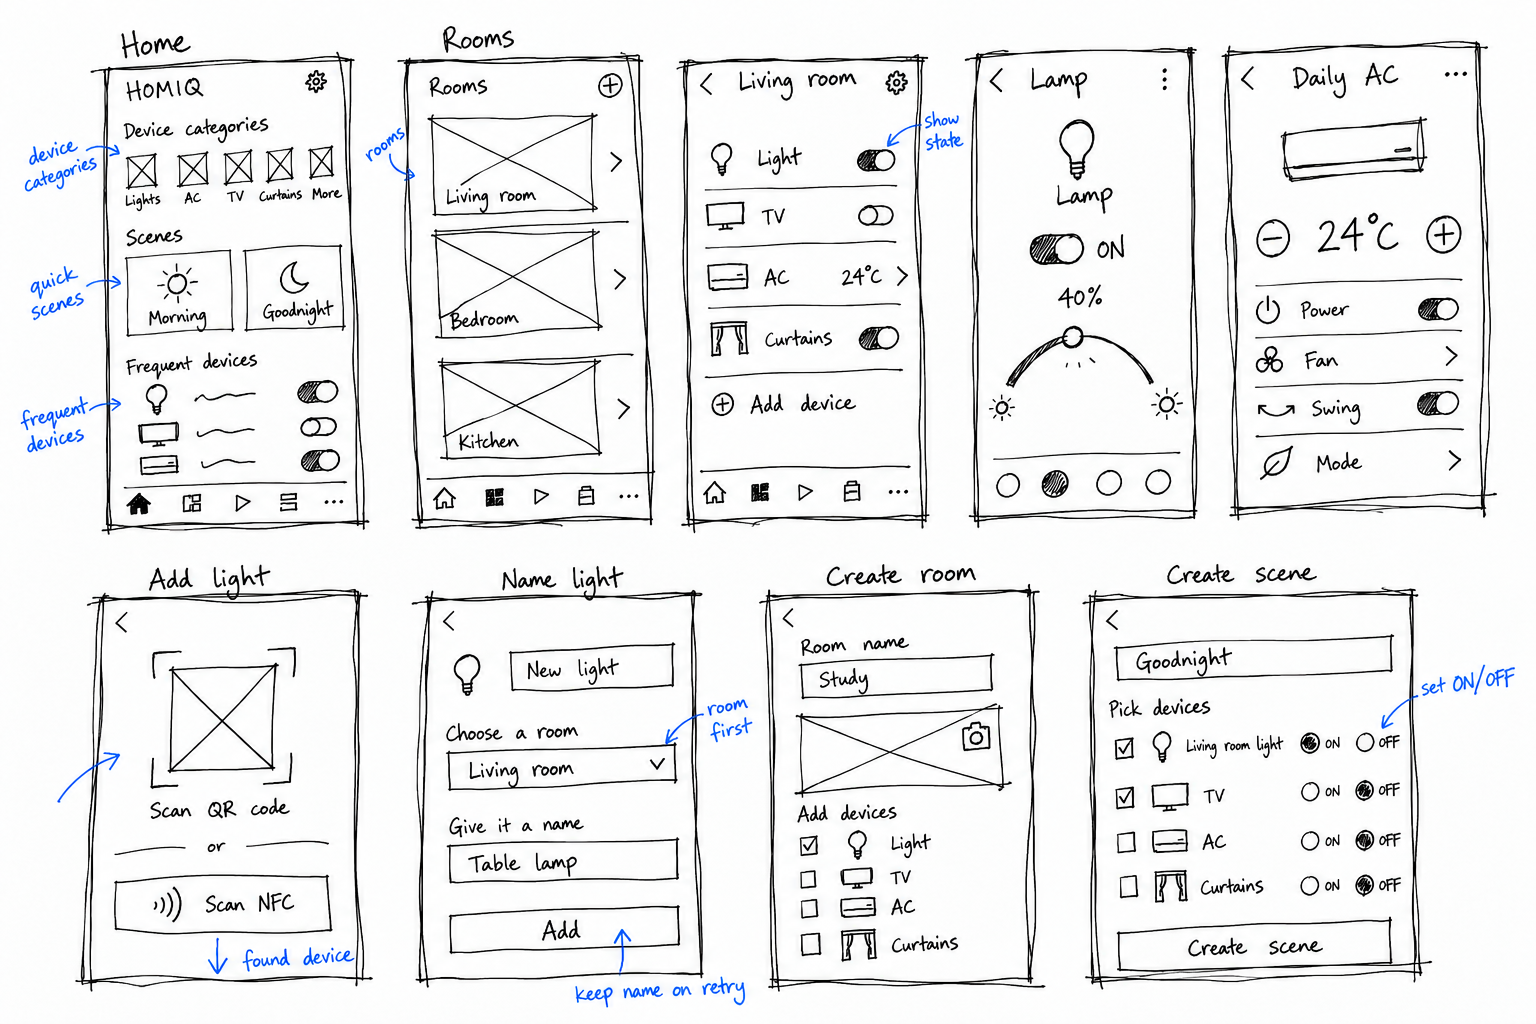 Home
HOMIQ
Device categories
device
categories
Lights AC TV Curtains More
Scenes
quick
scenes
Morning Goodnight
Frequent devices
frequent
devices
Rooms
Rooms
rooms
Living room
Bedroom
Kitchen
Living room
show
state
Light
TV
AC 24°C
Curtains
Add device
Lamp
Lamp
ON
40%
Daily AC
24°C
Power
Fan
Swing
Mode
Add light
Scan QR code
or
Scan NFC
found device
Name light
New light
room
first
Choose a room
Living room
Give it a name
Table lamp
Add
keep name on retry
Create room
Room name
Study
Add devices
Light
TV
AC
Curtains
Create scene
Goodnight
set ON/OFF
Pick devices
Living room light ON OFF
TV ON OFF
AC ON OFF
Curtains ON OFF
Create scene